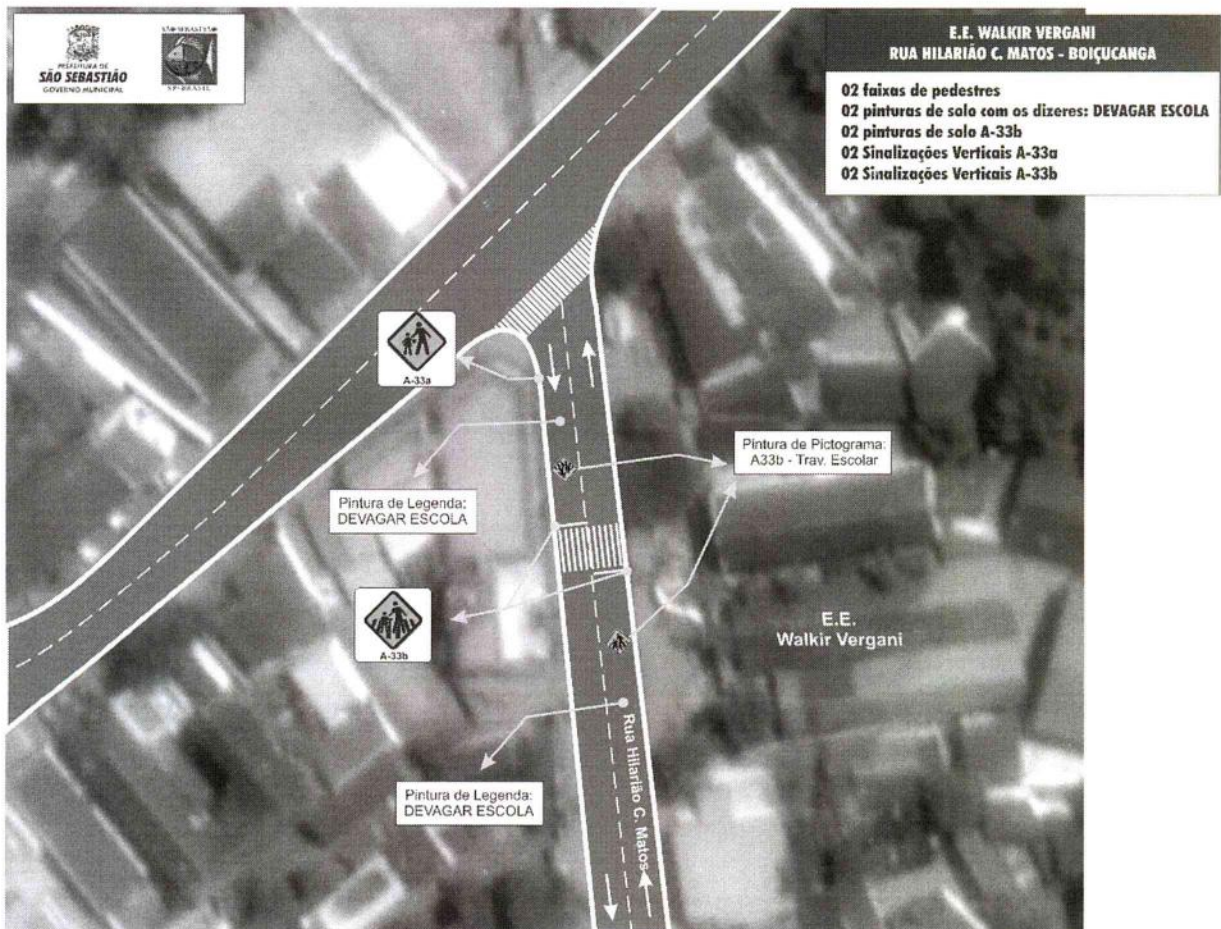 PREFEITURA DE
SÃO SEBASTIÃO
GOVERNO MUNICIPAL
SÃO SEBASTIÃO
E.E. WALKIR VERGANI
RUA HILARIÃO C. MATOS - BOIÇUCANGA
02 faixas de pedestres
02 pinturas de solo com os dizeres: DEVAGAR ESCOLA
02 pinturas de solo A-33b
02 Sinalizações Verticais A-33a
02 Sinalizações Verticais A-33b
A-33a
Pintura de Pictograma:
A33b - Trav. Escolar
Pintura de Legenda:
DEVAGAR ESCOLA
A-33b
E.E.
Walkir Vergani
Rua Hilarião C. Matos
Pintura de Legenda:
DEVAGAR ESCOLA